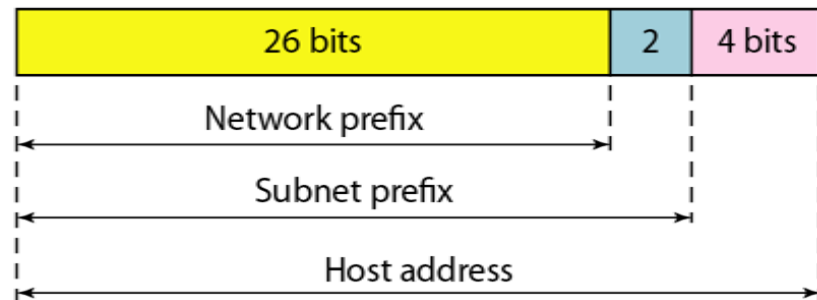 26 bits 2 4 bits
Network prefix
Subnet prefix
Host address